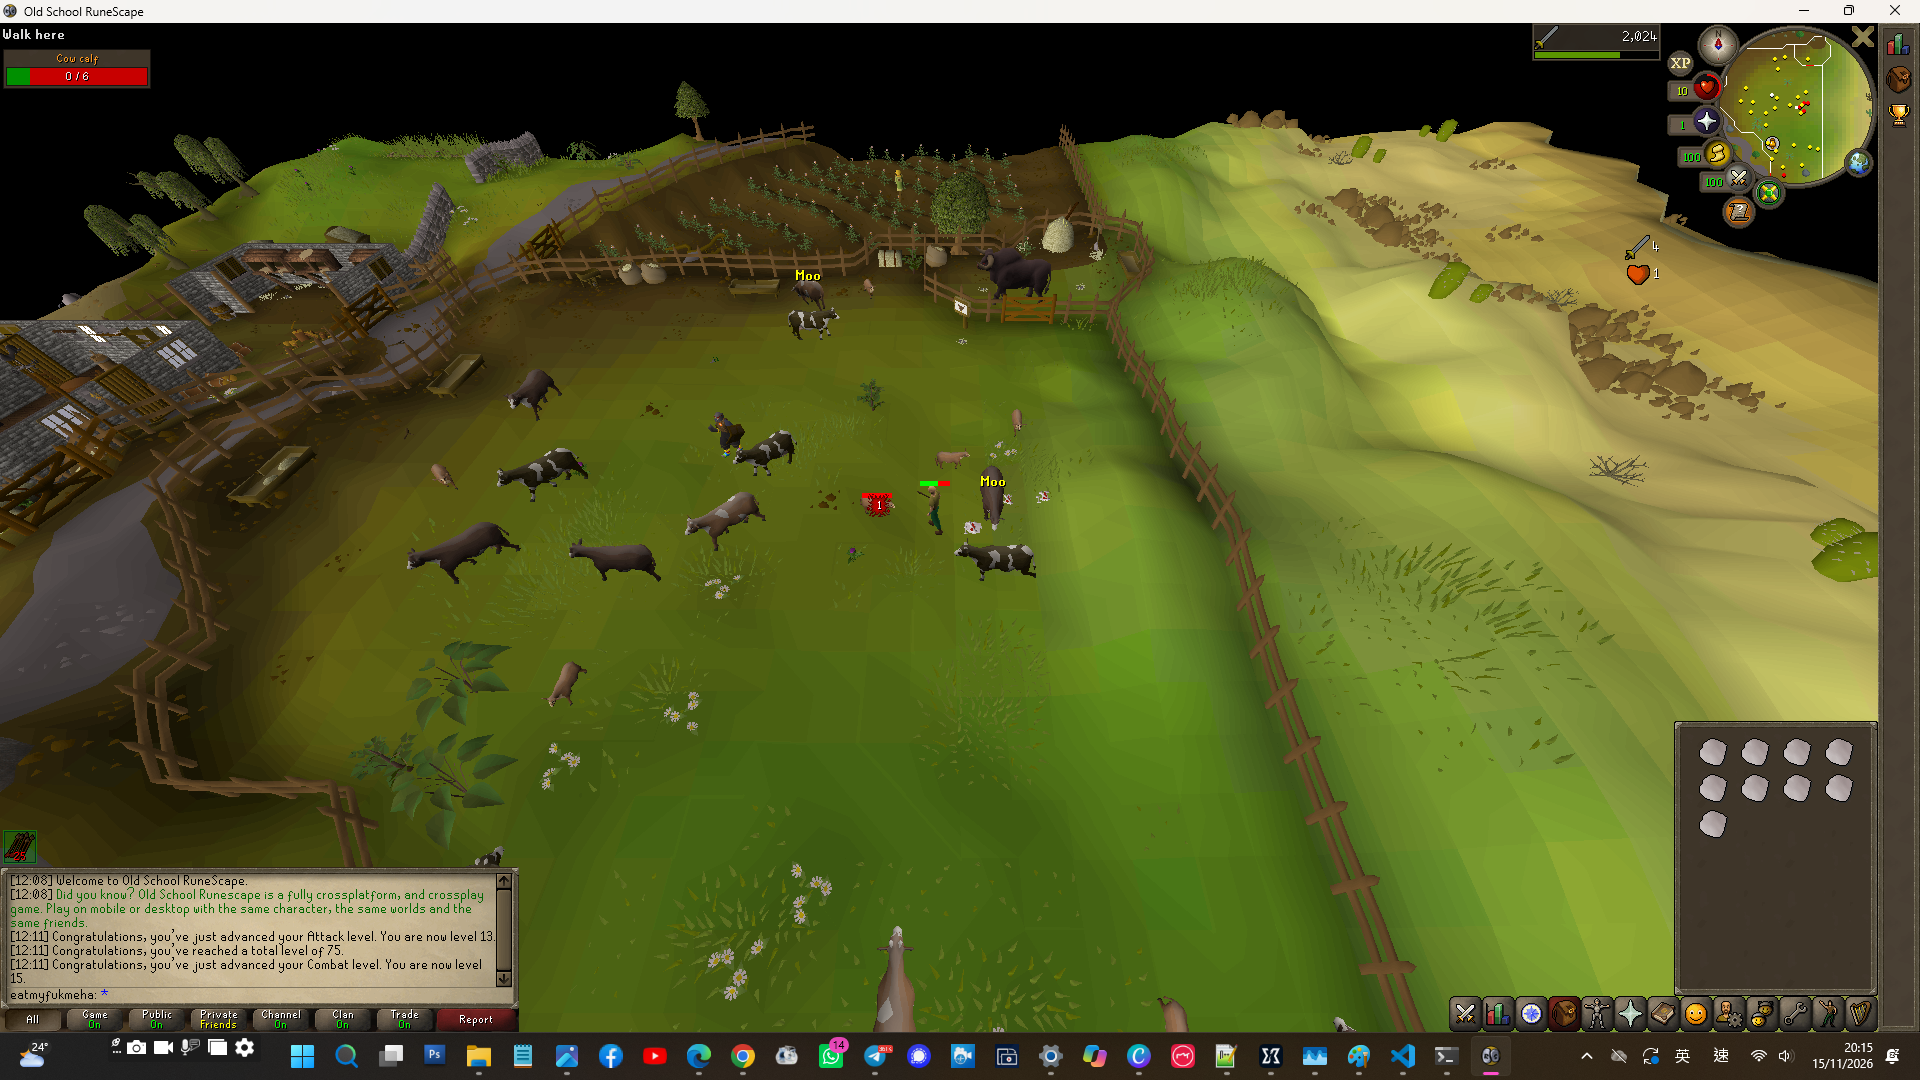 Old School RuneScape
Walk here
Cow calf
0 / 6
2,024
XP
N
10
1
100
100
4
1
Moo
Moo
1
[12:08] Welcome to Old School RuneScape.
[12:08] Did you know? Old School Runescape is a fully crossplatform, and crossplay
game. Play on mobile or desktop with the same character, the same worlds and the
same friends.
[12:11] Congratulations, you've just advanced your Attack level. You are now level 13.
[12:11] Congratulations, you've reached a total level of 75.
[12:11] Congratulations, you've just advanced your Combat level. You are now level
15.
eatmyfukmeha: *
All
Game
On
Public
On
Private
Friends
Channel
On
Clan
On
Trade
On
Report
24°
Ps
14
英
速
20:15
15/11/2026